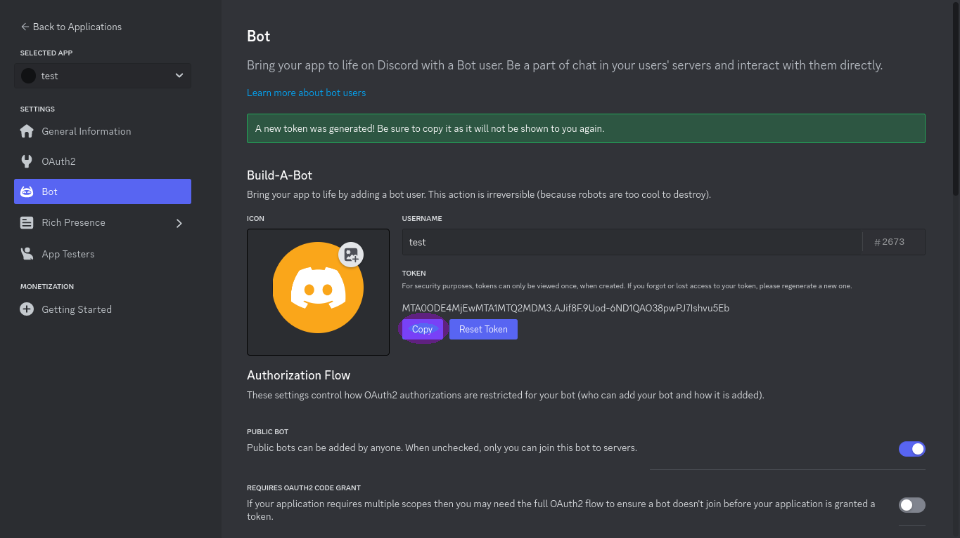 Back to Applications
SELECTED APP
test
SETTINGS
General Information
OAuth2
Bot
Rich Presence
App Testers
MONETIZATION
Getting Started
Bot
Bring your app to life on Discord with a Bot user. Be a part of chat in your users' servers and interact with them directly.
Learn more about bot users
A new token was generated! Be sure to copy it as it will not be shown to you again.
Build-A-Bot
Bring your app to life by adding a bot user. This action is irreversible (because robots are too cool to destroy).
ICON
USERNAME
test
# 2673
TOKEN
For security purposes, tokens can only be viewed once, when created. If you forgot or lost access to your token, please regenerate a new one.
Copy
Reset Token
Authorization Flow
These settings control how OAuth2 authorizations are restricted for your bot (who can add your bot and how it is added).
PUBLIC BOT
Public bots can be added by anyone. When unchecked, only you can join this bot to servers.
REQUIRES OAUTH2 CODE GRANT
If your application requires multiple scopes then you may need the full OAuth2 flow to ensure a bot doesn't join before your application is granted a
token.